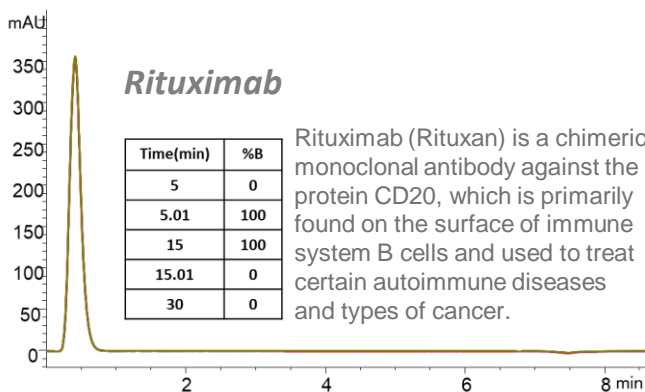 mAU
350
300
250
200
150
100
50
0
Rituximab
Time(min) %B
5 0
5.01 100
15 100
15.01 0
30 0
Rituximab (Rituxan) is a chimeric
monoclonal antibody against the
protein CD20, which is primarily
found on the surface of immune
system B cells and used to treat
certain autoimmune diseases
and types of cancer.
2 4 6 8 min